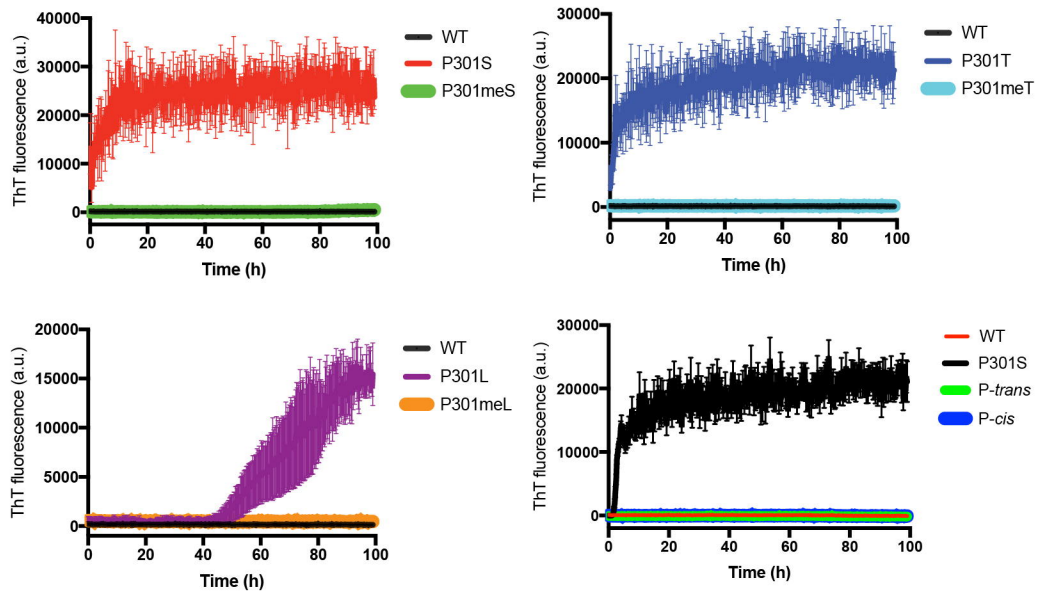 40000
30000
20000
10000
0
0 20 40 60 80 100
ThT fluorescence (a.u.)
Time (h)
WT
P301S
P301meS
30000
20000
10000
0
0 20 40 60 80 100
ThT fluorescence (a.u.)
Time (h)
WT
P301T
P301meT
20000
15000
10000
5000
0
0 20 40 60 80 100
ThT fluorescence (a.u.)
Time (h)
WT
P301L
P301meL
30000
20000
10000
0
0 20 40 60 80 100
ThT fluorescence (a.u.)
Time (h)
WT
P301S
P-trans
P-cis